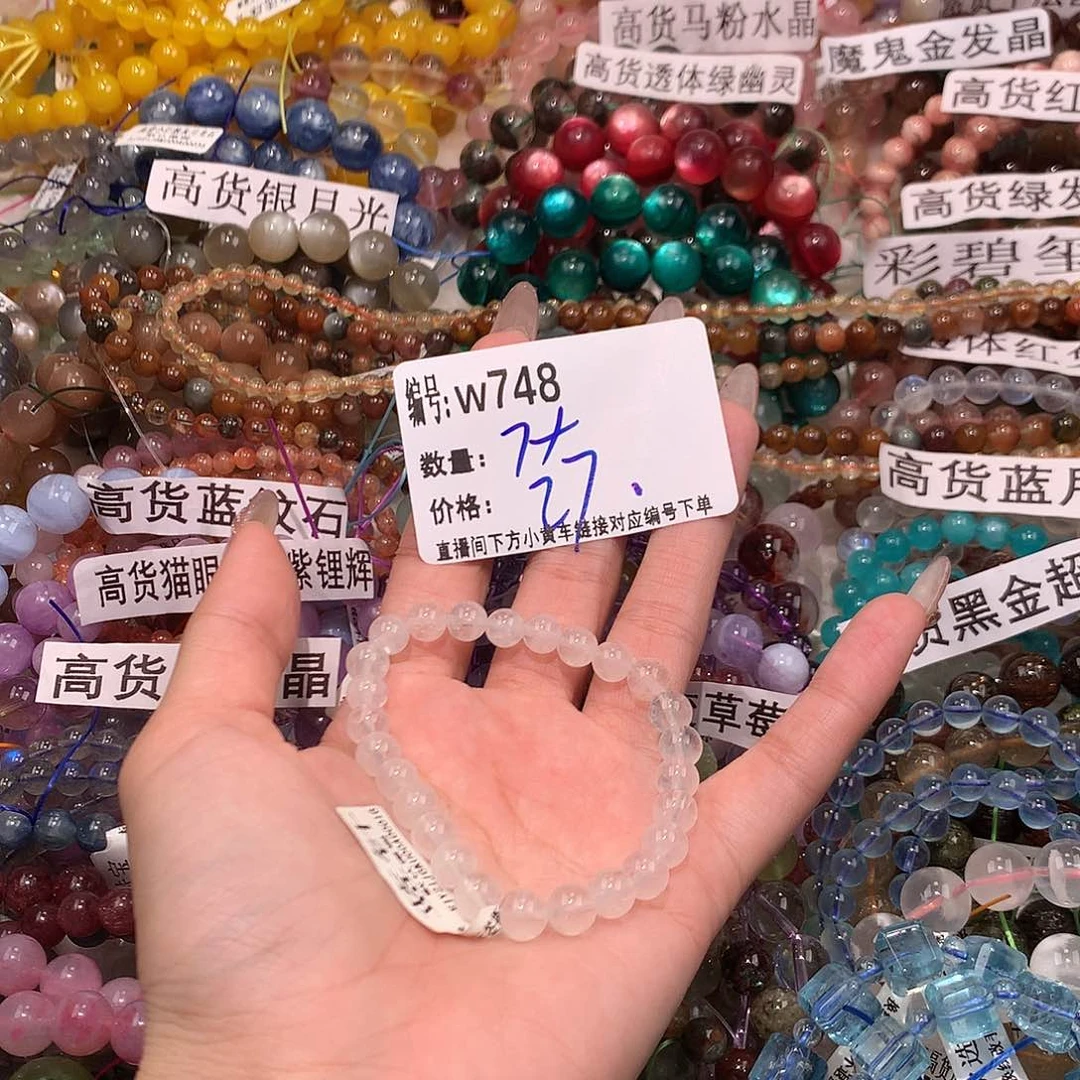 高货马粉水晶
魔鬼金发晶
高货透体绿幽灵
高货红
高货银月光
高货绿发
彩碧玺
体红
编号:w748
数量:
价格: 27.
直播间下方小黄车链接对应编号下单
高货蓝纹石
高货蓝月
高货猫眼 紫锂辉
黑金超
高货 晶
草莓